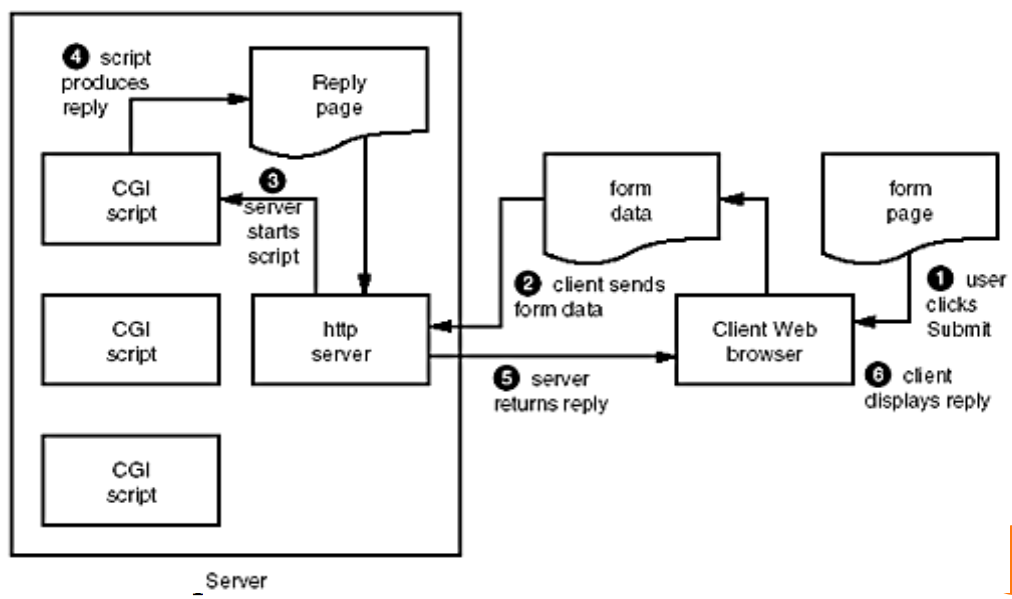 4 script
produces
reply
Reply
page
CGI
script
3
server
starts
script
form
data
form
page
2 client sends
form data
1 user
clicks
Submit
CGI
script
http
server
Client Web
browser
5 server
returns reply
6 client
displays reply
CGI
script
Server